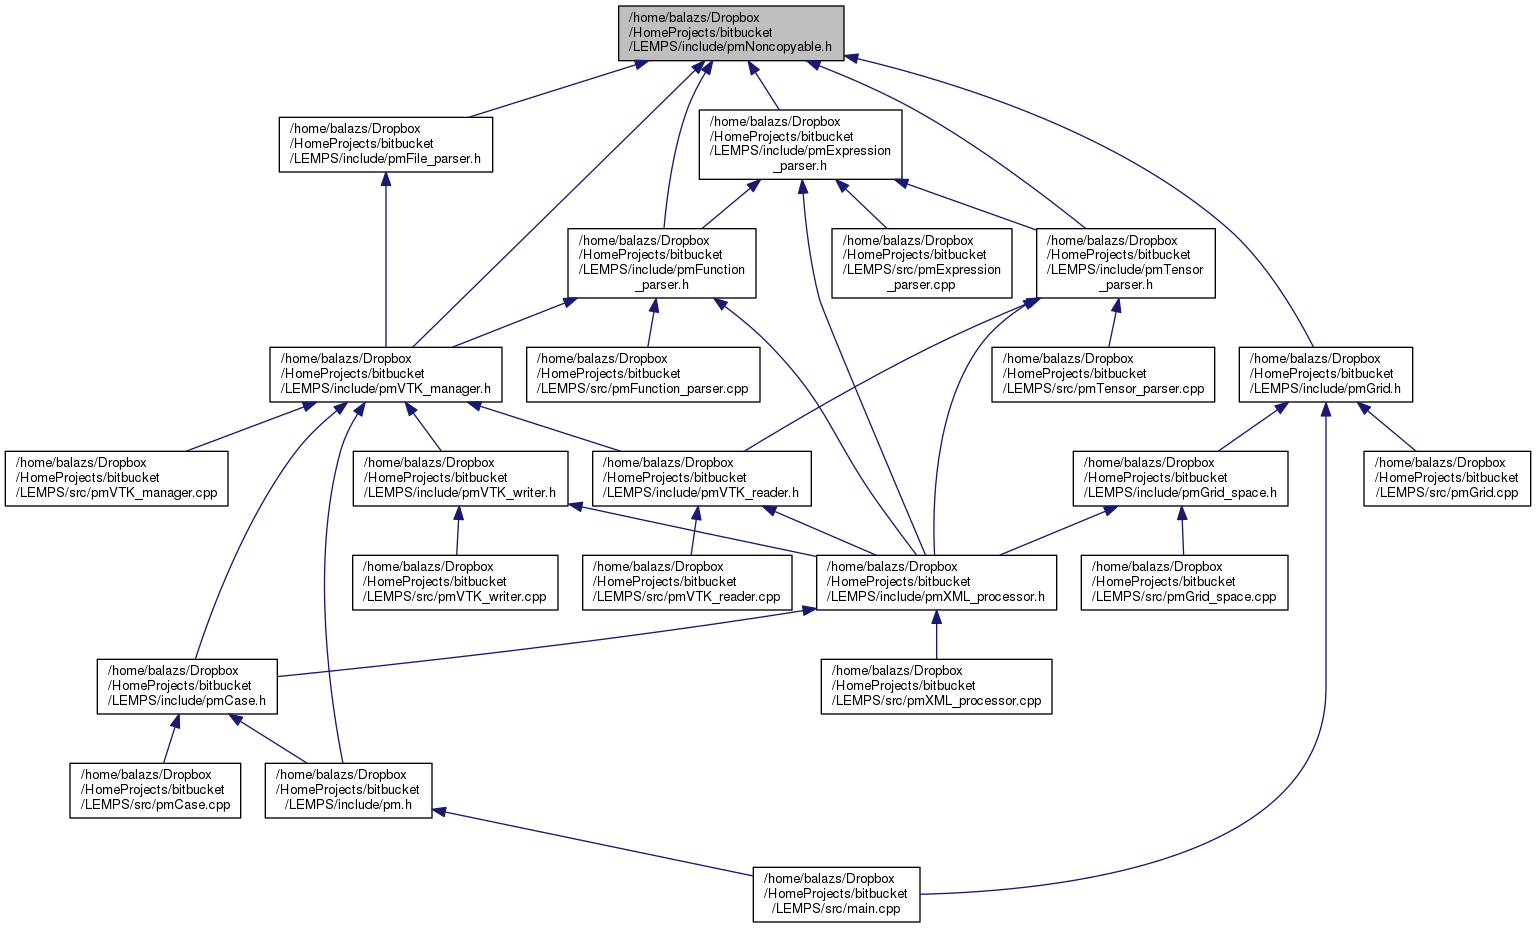 /home/balazs/Dropbox
/HomeProjects/bitbucket
/LEMPS/include/pmNoncopyable.h
/home/balazs/Dropbox
/HomeProjects/bitbucket
/LEMPS/include/pmFile_parser.h
/home/balazs/Dropbox
/HomeProjects/bitbucket
/LEMPS/include/pmExpression
_parser.h
/home/balazs/Dropbox
/HomeProjects/bitbucket
/LEMPS/include/pmFunction
_parser.h
/home/balazs/Dropbox
/HomeProjects/bitbucket
/LEMPS/src/pmExpression
_parser.cpp
/home/balazs/Dropbox
/HomeProjects/bitbucket
/LEMPS/include/pmTensor
_parser.h
/home/balazs/Dropbox
/HomeProjects/bitbucket
/LEMPS/include/pmVTK_manager.h
/home/balazs/Dropbox
/HomeProjects/bitbucket
/LEMPS/src/pmFunction_parser.cpp
/home/balazs/Dropbox
/HomeProjects/bitbucket
/LEMPS/src/pmTensor_parser.cpp
/home/balazs/Dropbox
/HomeProjects/bitbucket
/LEMPS/include/pmGrid.h
/home/balazs/Dropbox
/HomeProjects/bitbucket
/LEMPS/src/pmVTK_manager.cpp
/home/balazs/Dropbox
/HomeProjects/bitbucket
/LEMPS/include/pmVTK_writer.h
/home/balazs/Dropbox
/HomeProjects/bitbucket
/LEMPS/include/pmVTK_reader.h
/home/balazs/Dropbox
/HomeProjects/bitbucket
/LEMPS/include/pmGrid_space.h
/home/balazs/Dropbox
/HomeProjects/bitbucket
/LEMPS/src/pmGrid.cpp
/home/balazs/Dropbox
/HomeProjects/bitbucket
/LEMPS/src/pmVTK_writer.cpp
/home/balazs/Dropbox
/HomeProjects/bitbucket
/LEMPS/src/pmVTK_reader.cpp
/home/balazs/Dropbox
/HomeProjects/bitbucket
/LEMPS/include/pmXML_processor.h
/home/balazs/Dropbox
/HomeProjects/bitbucket
/LEMPS/src/pmGrid_space.cpp
/home/balazs/Dropbox
/HomeProjects/bitbucket
/LEMPS/include/pmCase.h
/home/balazs/Dropbox
/HomeProjects/bitbucket
/LEMPS/src/pmXML_processor.cpp
/home/balazs/Dropbox
/HomeProjects/bitbucket
/LEMPS/src/pmCase.cpp
/home/balazs/Dropbox
/HomeProjects/bitbucket
/LEMPS/include/pm.h
/home/balazs/Dropbox
/HomeProjects/bitbucket
/LEMPS/src/main.cpp